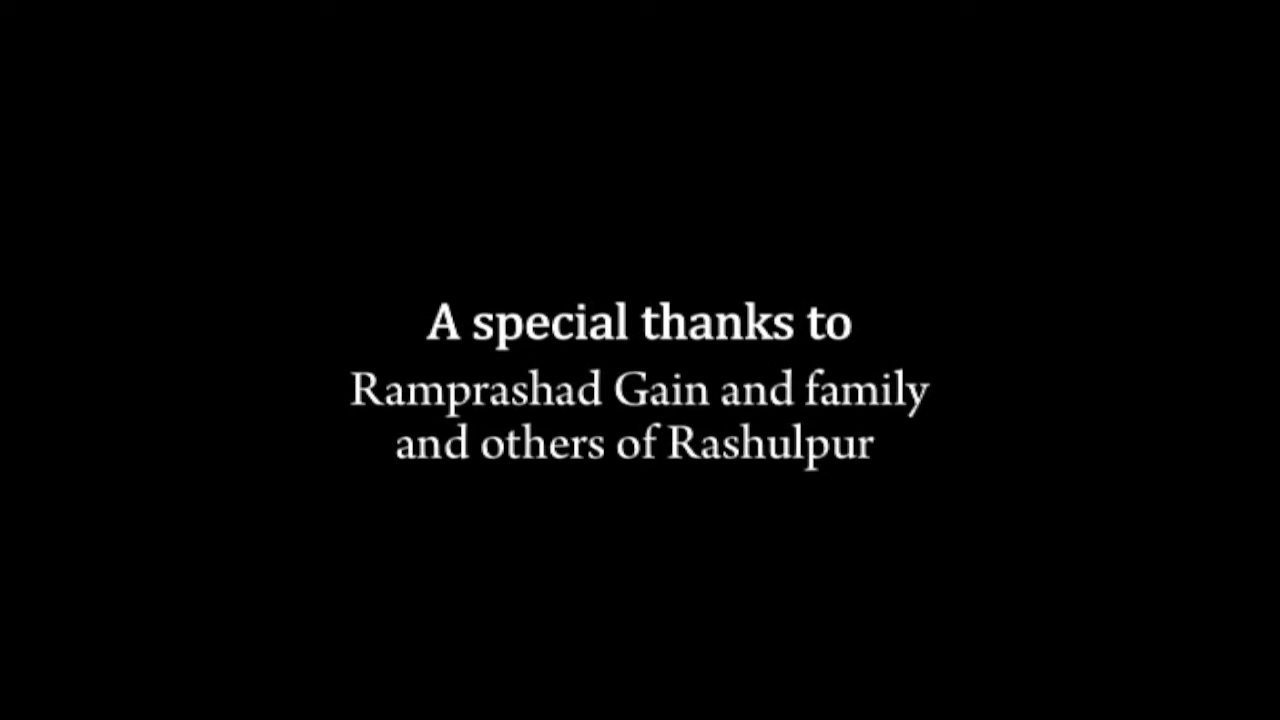 A special thanks to
Ramprashad Gain and family
and others of Rashulpur